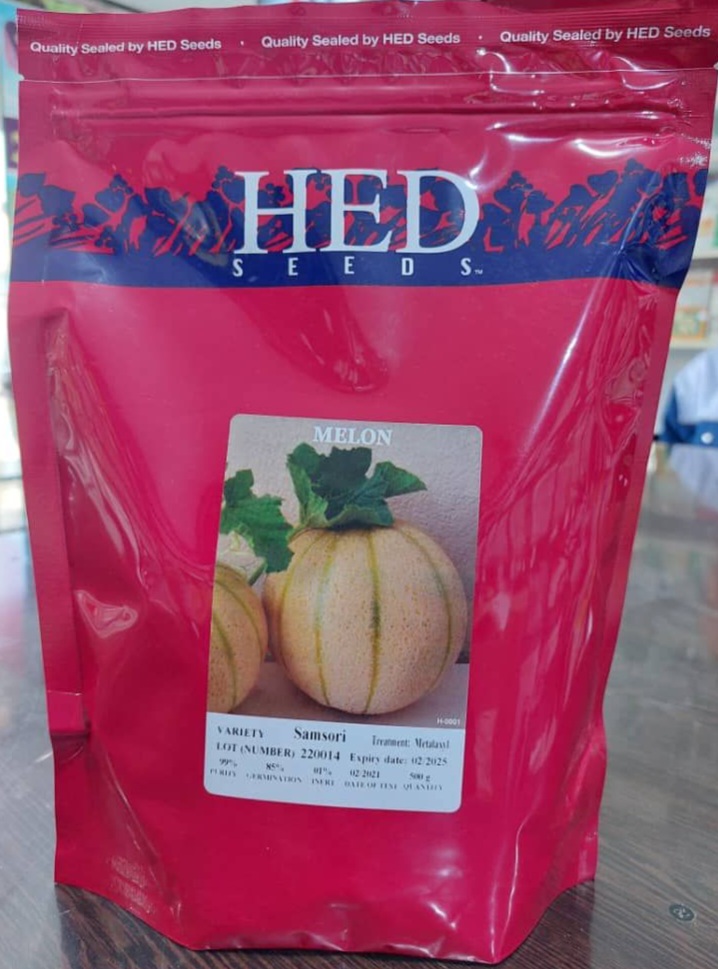 Quality Sealed by HED Seeds · Quality Sealed by HED Seeds · Quality Sealed by HED Seeds
HED
SEEDS™
MELON
H-0001
VARIETY Samsori Treatment: Metalaxyl
LOT (NUMBER) 220014 Expiry date: 02/2025
99% 85% 01% 02/2021 500 g
PURITY GERMINATION INERT DATE OF TEST QUANTITY